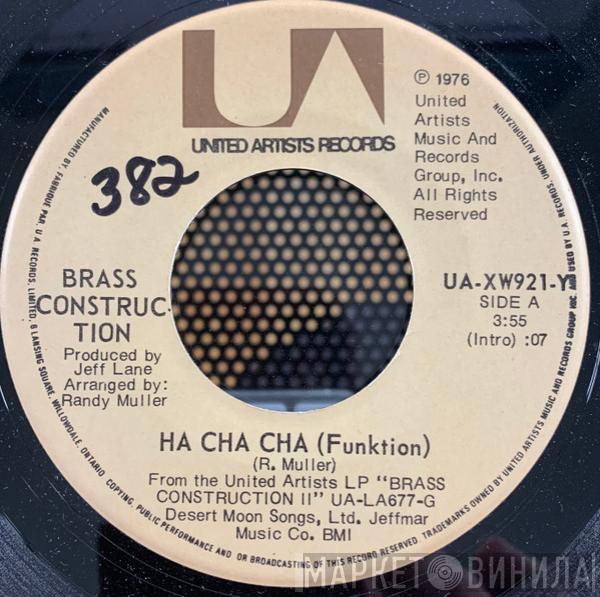 UA
UNITED ARTISTS RECORDS
℗ 1976
United
Artists
Music And
Records
Group, Inc.
All Rights
Reserved
382
UA-XW921-Y
SIDE A
3:55
(Intro) :07
BRASS
CONSTRUC-
TION
Produced by
Jeff Lane
Arranged by:
Randy Muller
HA CHA CHA (Funktion)
(R. Muller)
From the United Artists LP "BRASS
CONSTRUCTION II" UA-LA677-G
Desert Moon Songs, Ltd. Jeffmar
Music Co. BMI
MANUFACTURED BY. FABRIQUE PAR U A RECORDS, LIMITED, 6 LANSING SQUARE, WILLOWDALE, ONTARIO COPYING, PUBLIC PERFORMANCE AND OR BROADCASTING OF THIS RECORD RESERVED. TRADEMARKS OWNED BY UNITED ARTISTS MUSIC AND RECORDS GROUP INC. AND USED BY U.A. RECORDS, UNDER AUTHORIZATION
МАРКЕТ ВИНИЛА